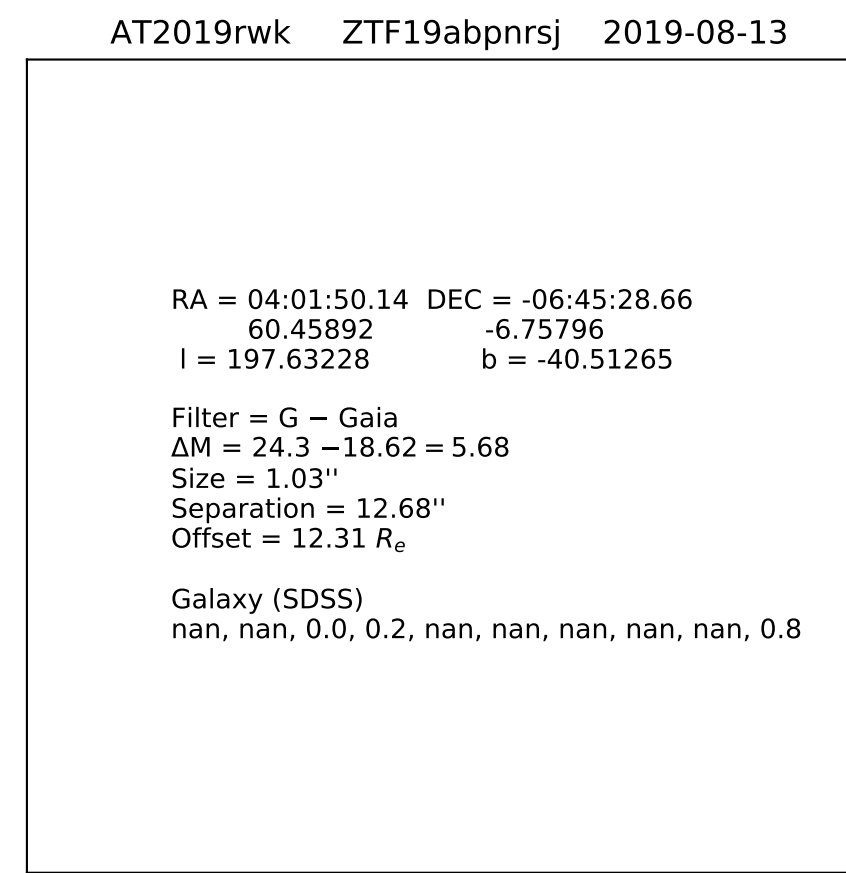 AT2019rwk ZTF19abpnrsj 2019-08-13
RA = 04:01:50.14 DEC = -06:45:28.66
60.45892 -6.75796
l = 197.63228 b = -40.51265
Filter = G − Gaia
ΔM = 24.3 −18.62 = 5.68
Size = 1.03''
Separation = 12.68''
Offset = 12.31 Re
Galaxy (SDSS)
nan, nan, 0.0, 0.2, nan, nan, nan, nan, nan, 0.8